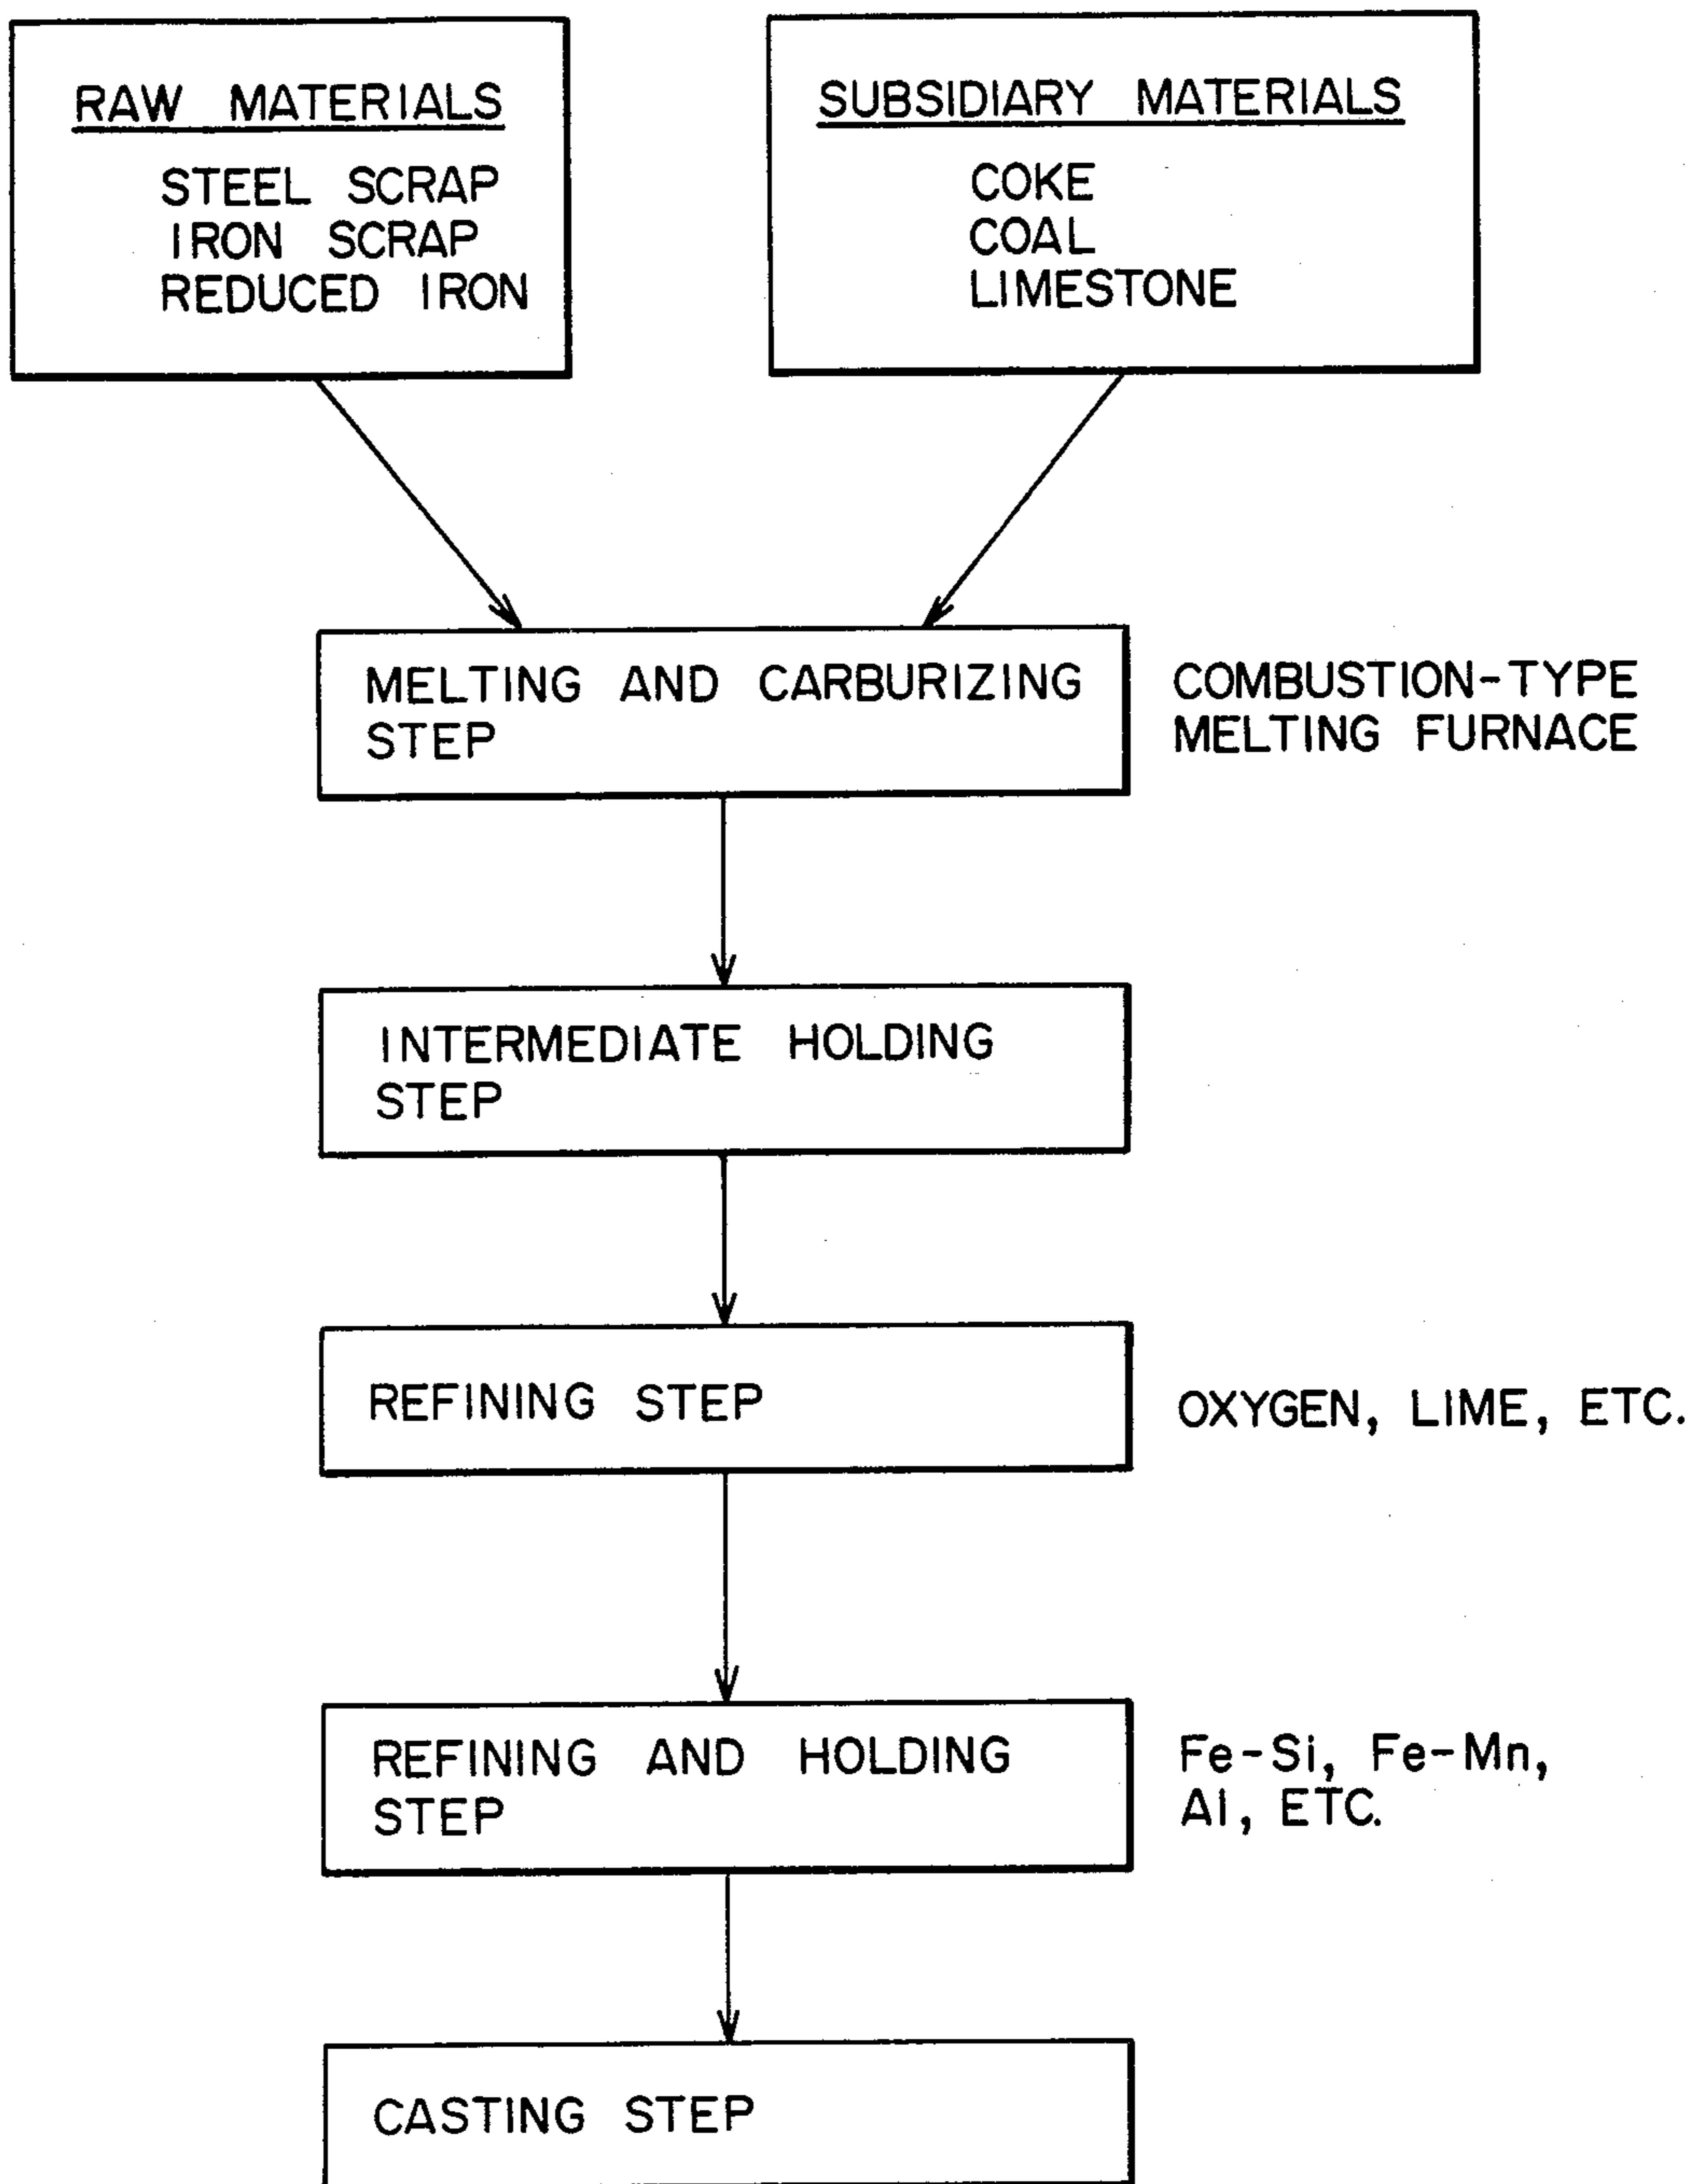 RAW MATERIALS
STEEL SCRAP
IRON SCRAP
REDUCED IRON
SUBSIDIARY MATERIALS
COKE
COAL
LIMESTONE
MELTING AND CARBURIZING
STEP
COMBUSTION-TYPE
MELTING FURNACE
INTERMEDIATE HOLDING
STEP
REFINING STEP
OXYGEN, LIME, ETC.
REFINING AND HOLDING
STEP
Fe-Si, Fe-Mn,
Al, ETC.
CASTING STEP